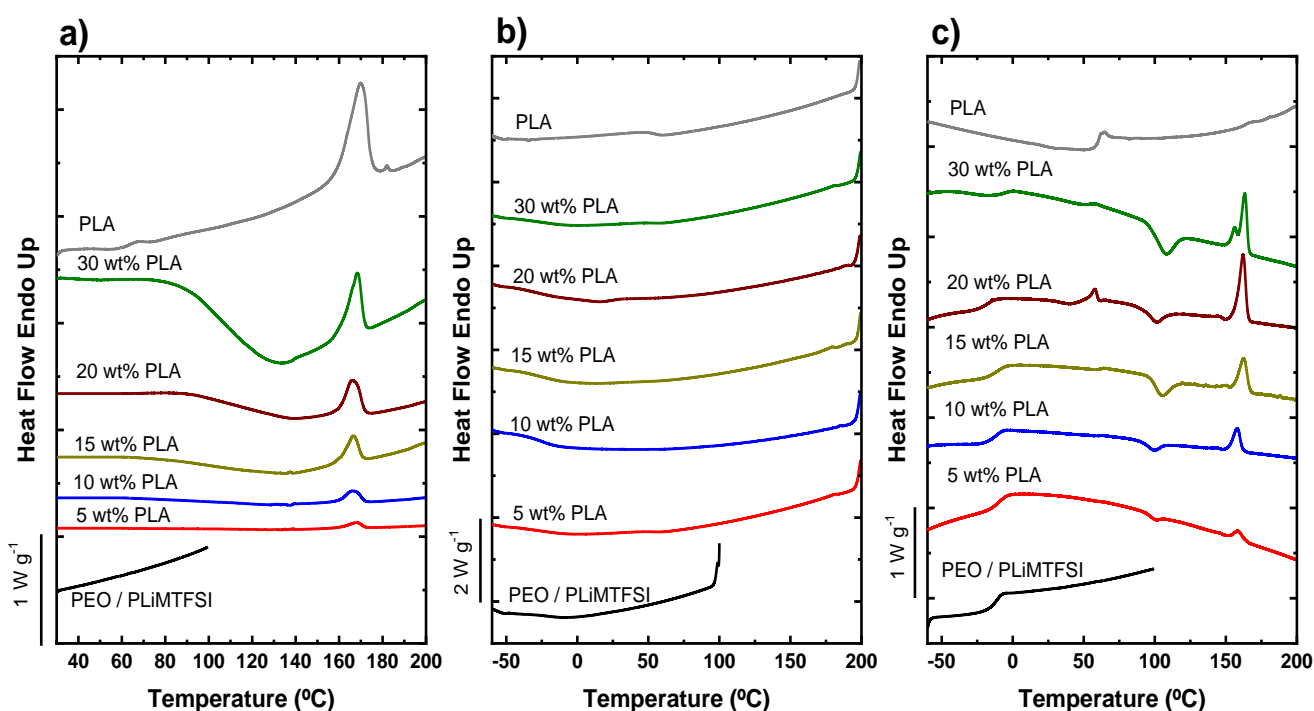 a)
Heat Flow Endo Up
1 W g⁻¹
PLA
30 wt% PLA
20 wt% PLA
15 wt% PLA
10 wt% PLA
5 wt% PLA
PEO / PLiMTFSI
40 60 80 100 120 140 160 180 200
Temperature (ºC)
b)
Heat Flow Endo Up
2 W g⁻¹
PLA
30 wt% PLA
20 wt% PLA
15 wt% PLA
10 wt% PLA
5 wt% PLA
PEO / PLiMTFSI
-50 0 50 100 150 200
Temperature (ºC)
c)
Heat Flow Endo Up
1 W g⁻¹
PLA
30 wt% PLA
20 wt% PLA
15 wt% PLA
10 wt% PLA
5 wt% PLA
PEO / PLiMTFSI
-50 0 50 100 150 200
Temperature (ºC)